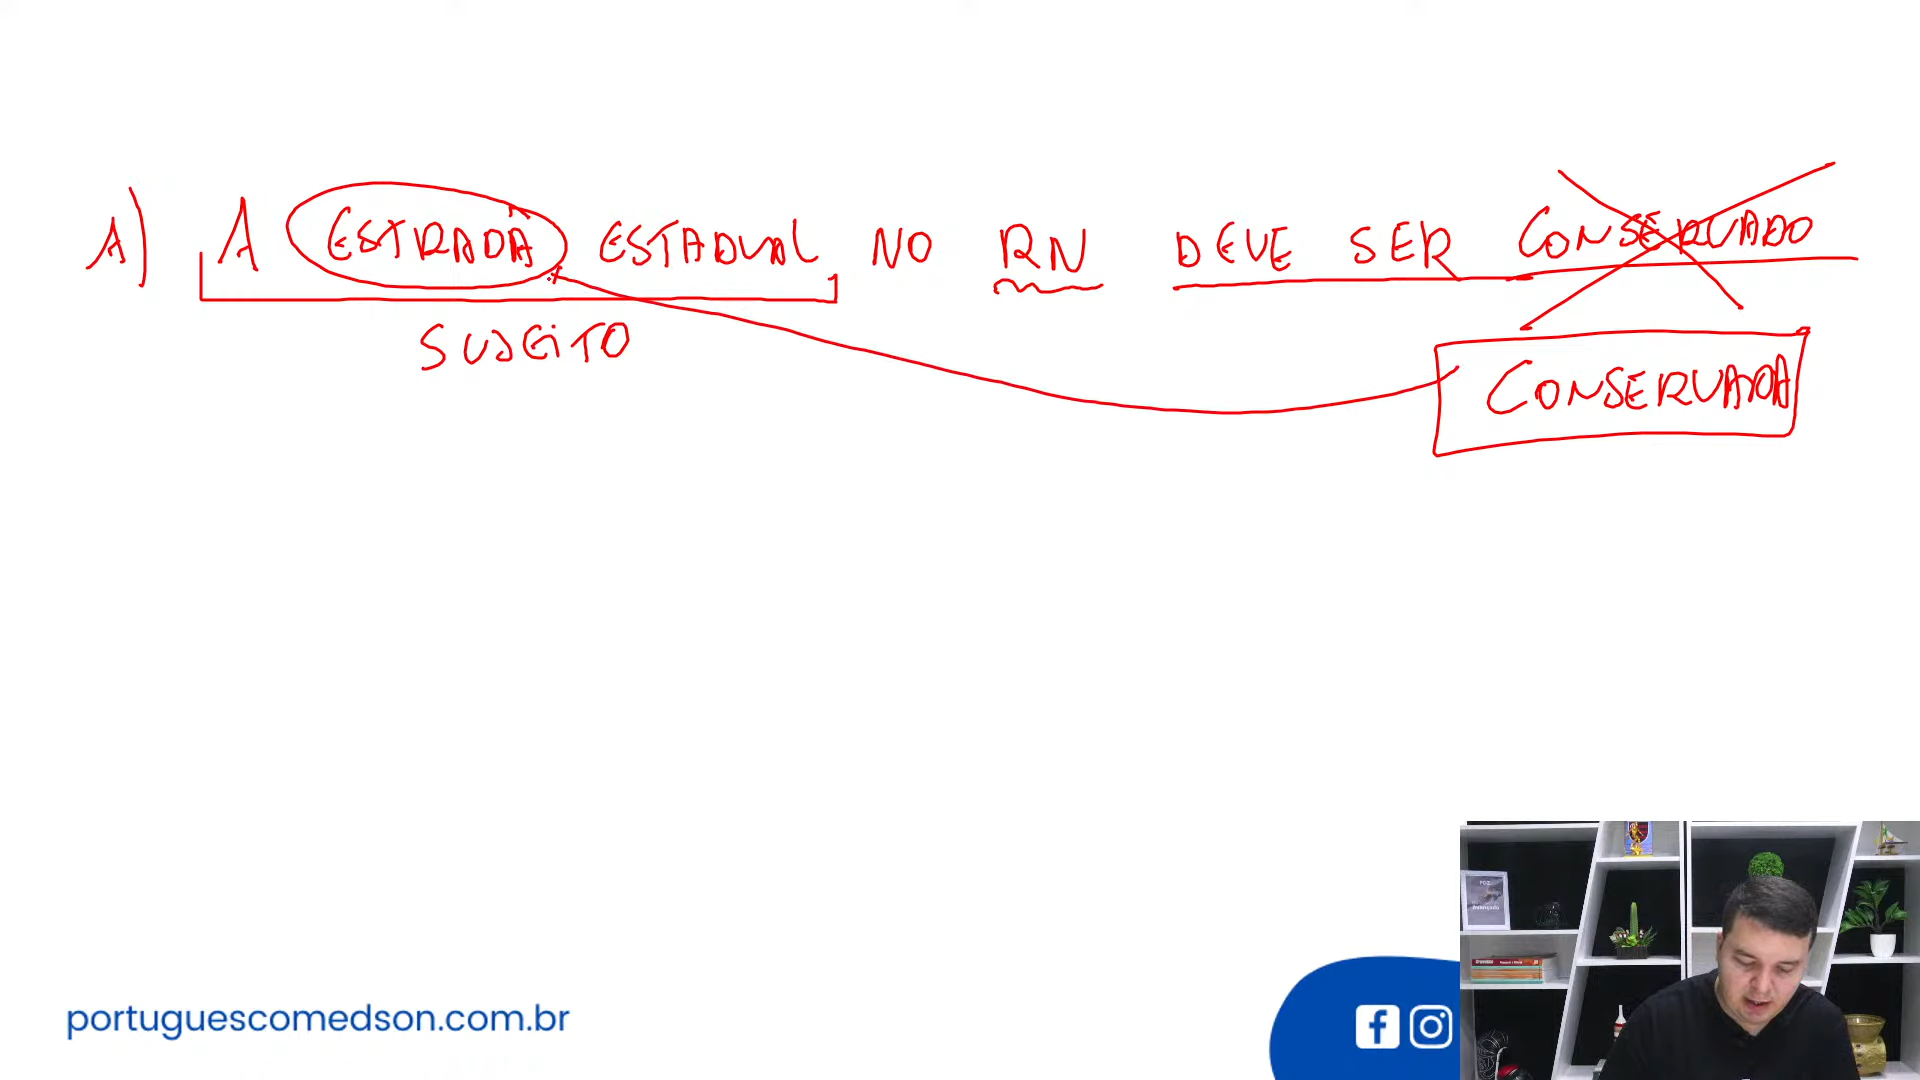 A) A ESTRADA ESTADUAL NO RN DEVE SER CONSERVADO
SUJEITO
CONSERVADA
portuguescomedson.com.br